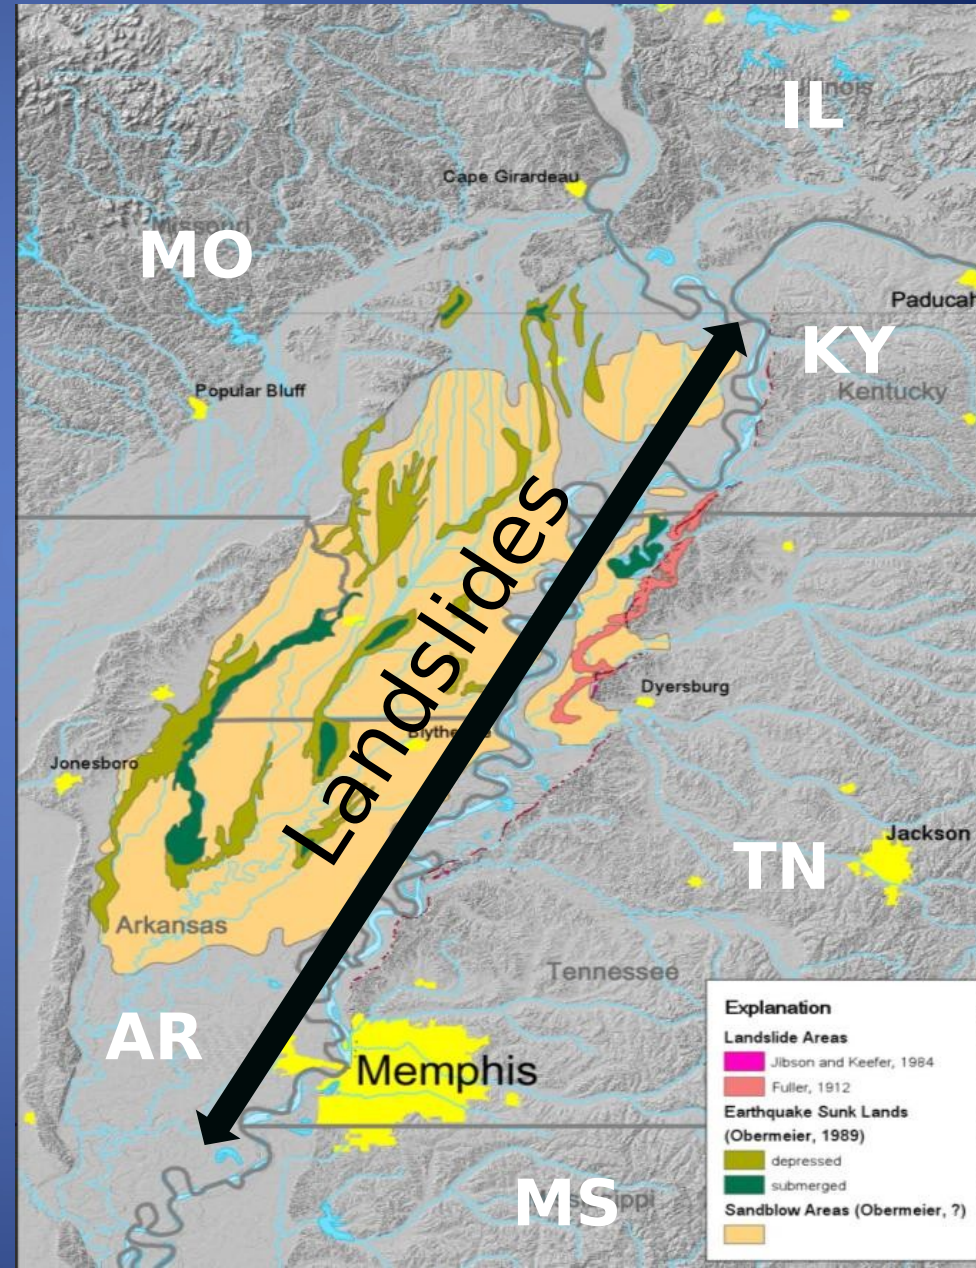 IL
Cape Girardeau
MO
Paducah
KY
Kentucky
Popular Bluff
Landslides
Dyersburg
Jonesboro
Jackson
TN
Arkansas
Tennessee
AR
Memphis
MS
Explanation
Landslide Areas
Jibson and Keefer, 1984
Fuller, 1912
Earthquake Sunk Lands
(Obermeier, 1989)
depressed
submerged
Sandblow Areas (Obermeier, ?)